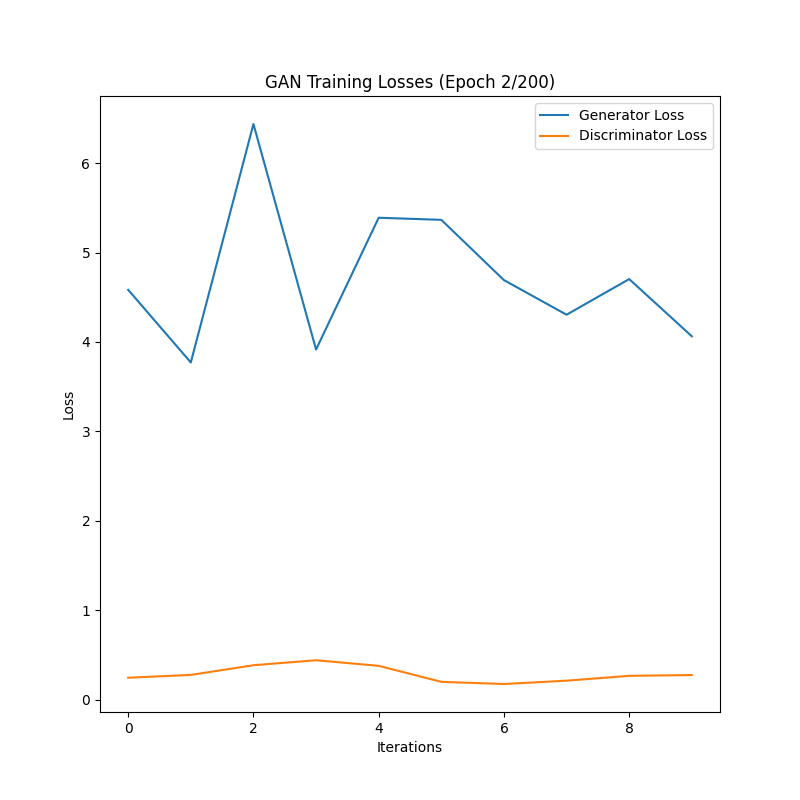 GAN Training Losses (Epoch 2/200)
Generator Loss
Discriminator Loss
6
5
4
3
2
1
0
Loss
0 2 4 6 8
Iterations